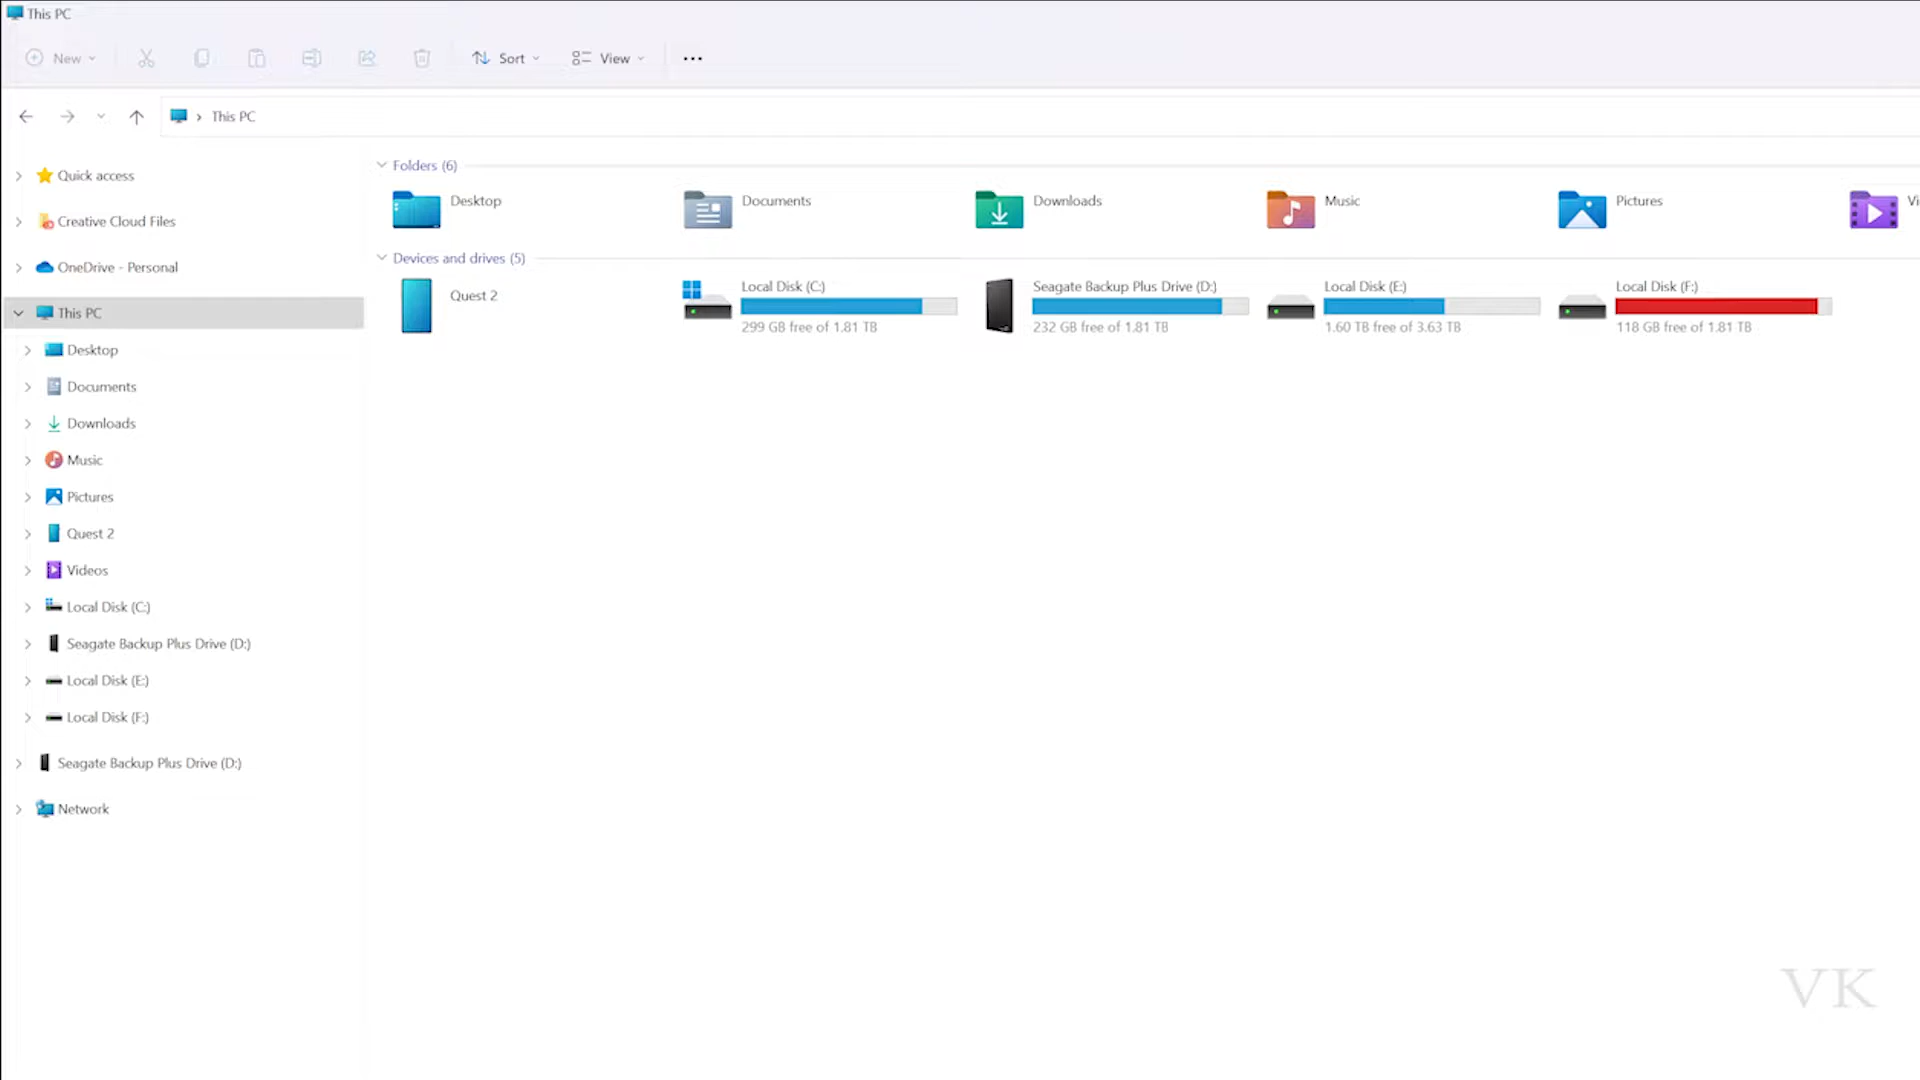 This PC
New
Sort
View
This PC
Quick access
Creative Cloud Files
OneDrive - Personal
This PC
Desktop
Documents
Downloads
Music
Pictures
Quest 2
Videos
Local Disk (C:)
Seagate Backup Plus Drive (D:)
Local Disk (E:)
Local Disk (F:)
Seagate Backup Plus Drive (D:)
Network
Folders (6)
Desktop
Documents
Downloads
Music
Pictures
Vi
Devices and drives (5)
Quest 2
Local Disk (C:)
299 GB free of 1.81 TB
Seagate Backup Plus Drive (D:)
232 GB free of 1.81 TB
Local Disk (E:)
1.60 TB free of 3.63 TB
Local Disk (F:)
118 GB free of 1.81 TB
VK